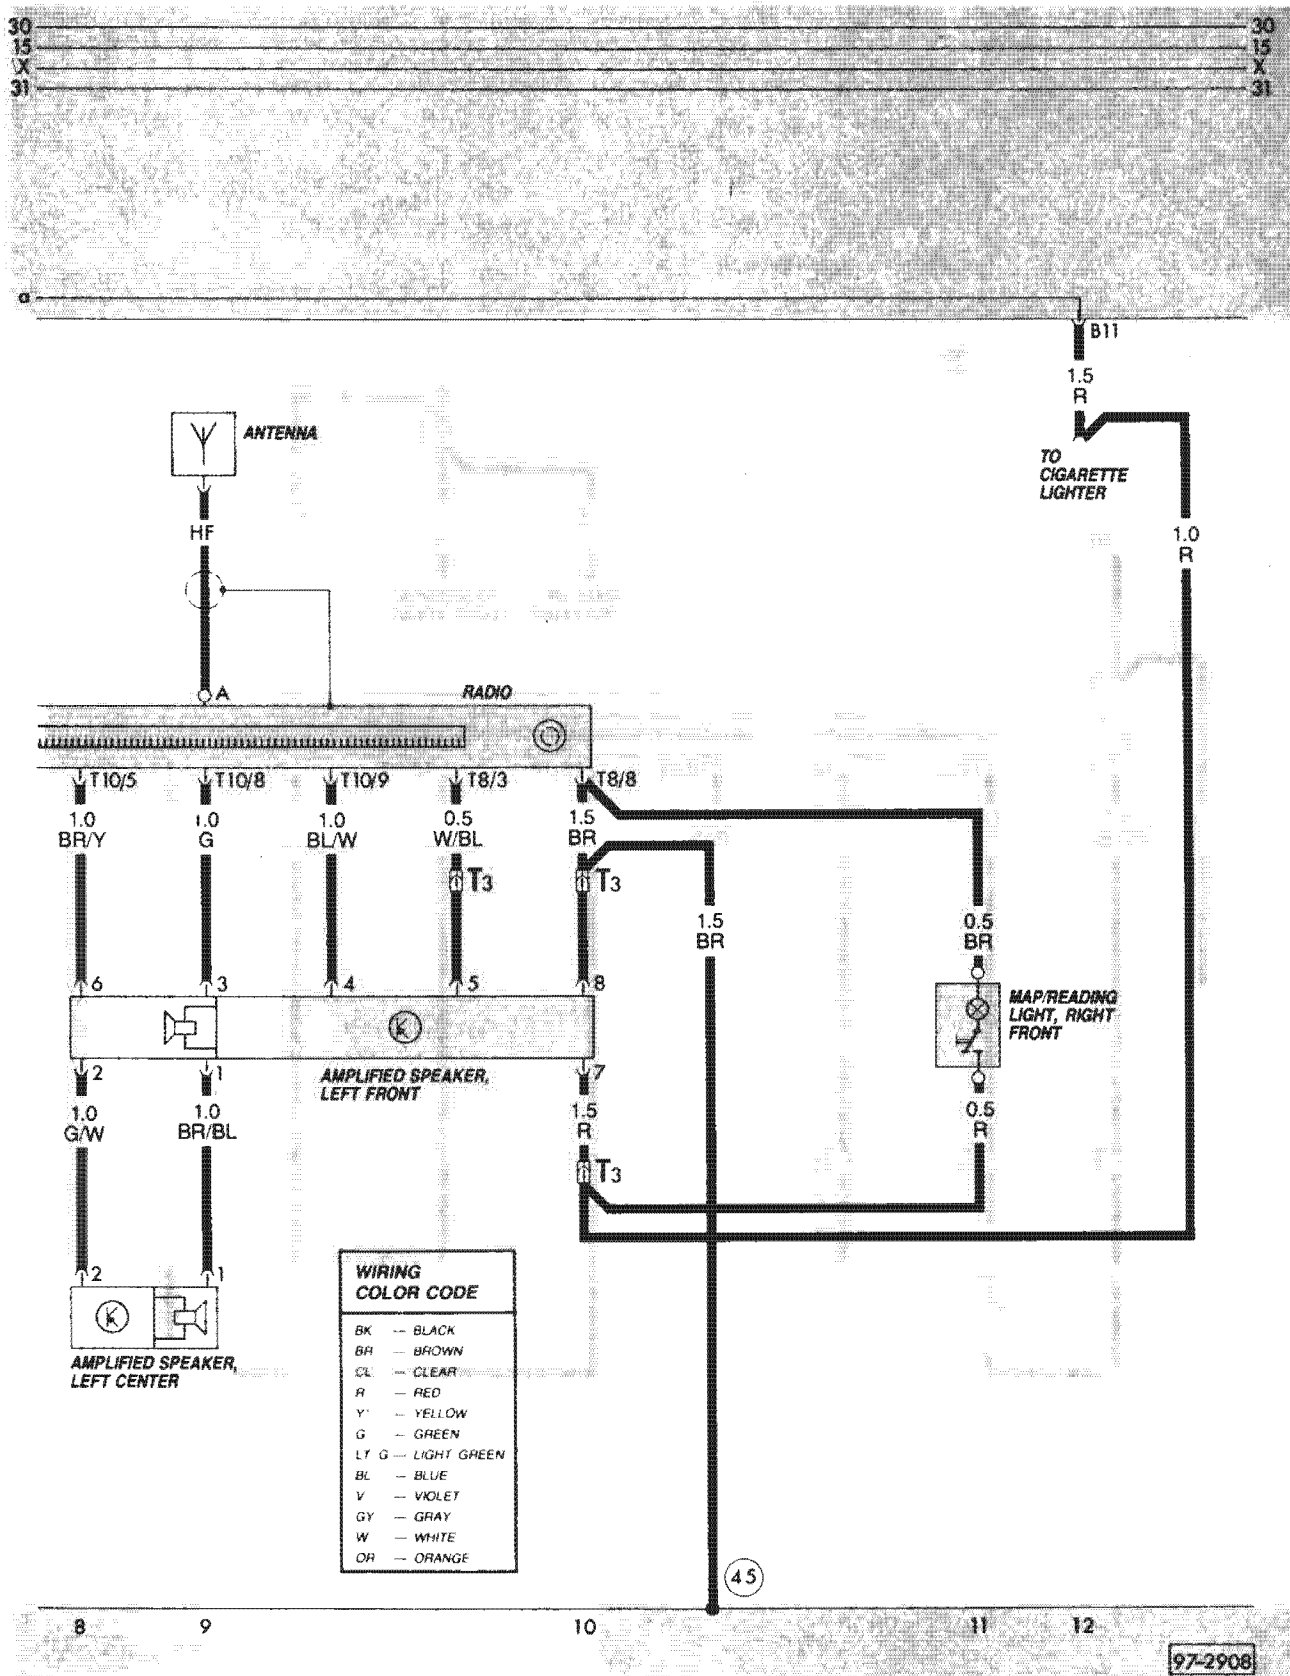 30 30
15 15
X X
31 31
a
B11
1.5
R
ANTENNA
TO
CIGARETTE
LIGHTER
HF
1.0
R
A
RADIO
T10/5 T10/8 T10/9 T8/3 T8/8
1.0 1.0 1.0 0.5 1.5
BR/Y G BL/W W/BL BR
T3 T3
1.5 0.5
BR BR
6 3 4 5 8
MAP/READING
LIGHT, RIGHT
FRONT
K
2 1 7
AMPLIFIED SPEAKER,
LEFT FRONT
1.0 1.0 1.5 0.5
G/W BR/BL R R
T3
2 1
K
AMPLIFIED SPEAKER,
LEFT CENTER
WIRING
COLOR CODE
BK — BLACK
BR — BROWN
CL — CLEAR
R — RED
Y — YELLOW
G — GREEN
LT G — LIGHT GREEN
BL — BLUE
V — VIOLET
GY — GRAY
W — WHITE
OR — ORANGE
45
8 9 10 11 12
97-2908